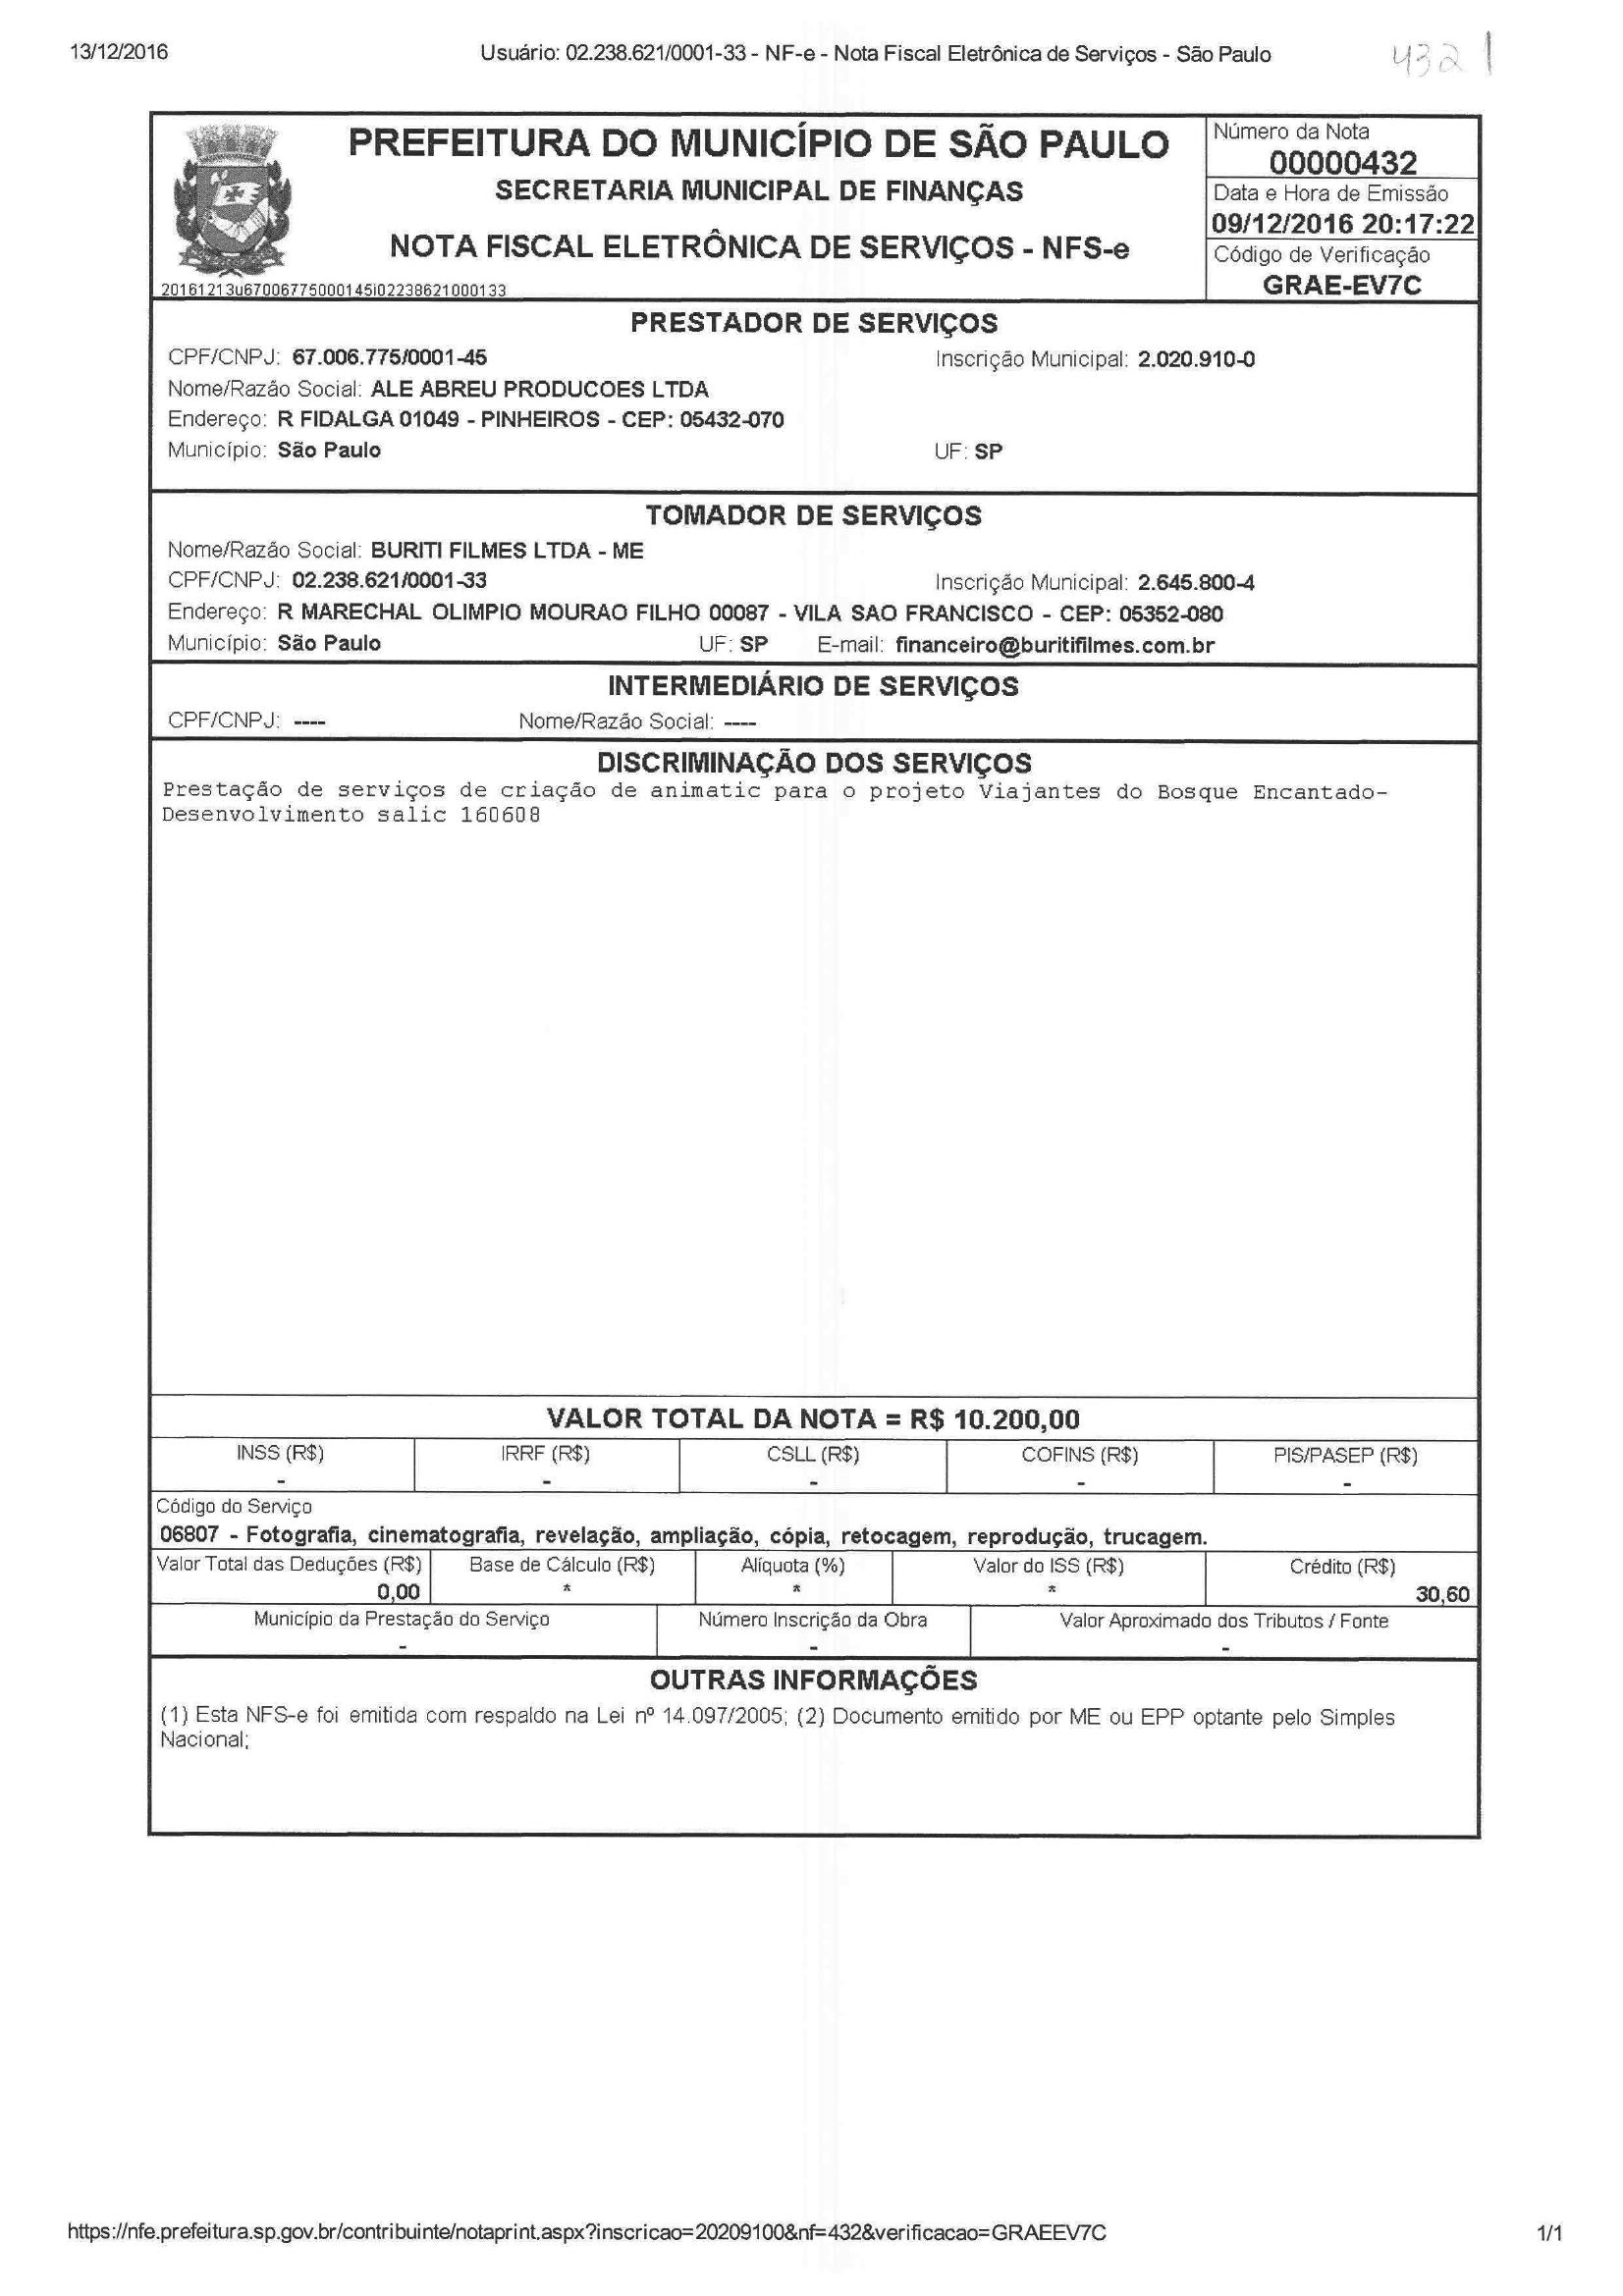 13/12/2016 Usuário: 02.238.621/0001-33 - NF-e - Nota Fiscal Eletrônica de Serviços - São Paulo 432
PREFEITURA DO MUNICÍPIO DE SÃO PAULO
SECRETARIA MUNICIPAL DE FINANÇAS
NOTA FISCAL ELETRÔNICA DE SERVIÇOS - NFS-e
20161213u67006775000145i02238621000133
Número da Nota
00000432
Data e Hora de Emissão
09/12/2016 20:17:22
Código de Verificação
GRAE-EV7C
PRESTADOR DE SERVIÇOS
CPF/CNPJ: 67.006.775/0001-45 Inscrição Municipal: 2.020.910-0
Nome/Razão Social: ALE ABREU PRODUCOES LTDA
Endereço: R FIDALGA 01049 - PINHEIROS - CEP: 05432-070
Município: São Paulo UF: SP
TOMADOR DE SERVIÇOS
Nome/Razão Social: BURITI FILMES LTDA - ME
CPF/CNPJ: 02.238.621/0001-33 Inscrição Municipal: 2.645.800-4
Endereço: R MARECHAL OLIMPIO MOURAO FILHO 00087 - VILA SAO FRANCISCO - CEP: 05352-080
Município: São Paulo UF: SP E-mail: financeiro@buritifilmes.com.br
INTERMEDIÁRIO DE SERVIÇOS
CPF/CNPJ: ---- Nome/Razão Social: ----
DISCRIMINAÇÃO DOS SERVIÇOS
Prestação de serviços de criação de animatic para o projeto Viajantes do Bosque Encantado-
Desenvolvimento salic 160608
VALOR TOTAL DA NOTA = R$ 10.200,00
INSS (R$) IRRF (R$) CSLL (R$) COFINS (R$) PIS/PASEP (R$)
- - - - -
Código do Serviço
06807 - Fotografia, cinematografia, revelação, ampliação, cópia, retocagem, reprodução, trucagem.
Valor Total das Deduções (R$) Base de Cálculo (R$) Alíquota (%) Valor do ISS (R$) Crédito (R$)
0,00 * * * 30,60
Município da Prestação do Serviço Número Inscrição da Obra Valor Aproximado dos Tributos / Fonte
- - -
OUTRAS INFORMAÇÕES
(1) Esta NFS-e foi emitida com respaldo na Lei nº 14.097/2005; (2) Documento emitido por ME ou EPP optante pelo Simples
Nacional;
https://nfe.prefeitura.sp.gov.br/contribuinte/notaprint.aspx?inscricao=20209100&nf=432&verificacao=GRAEEV7C 1/1